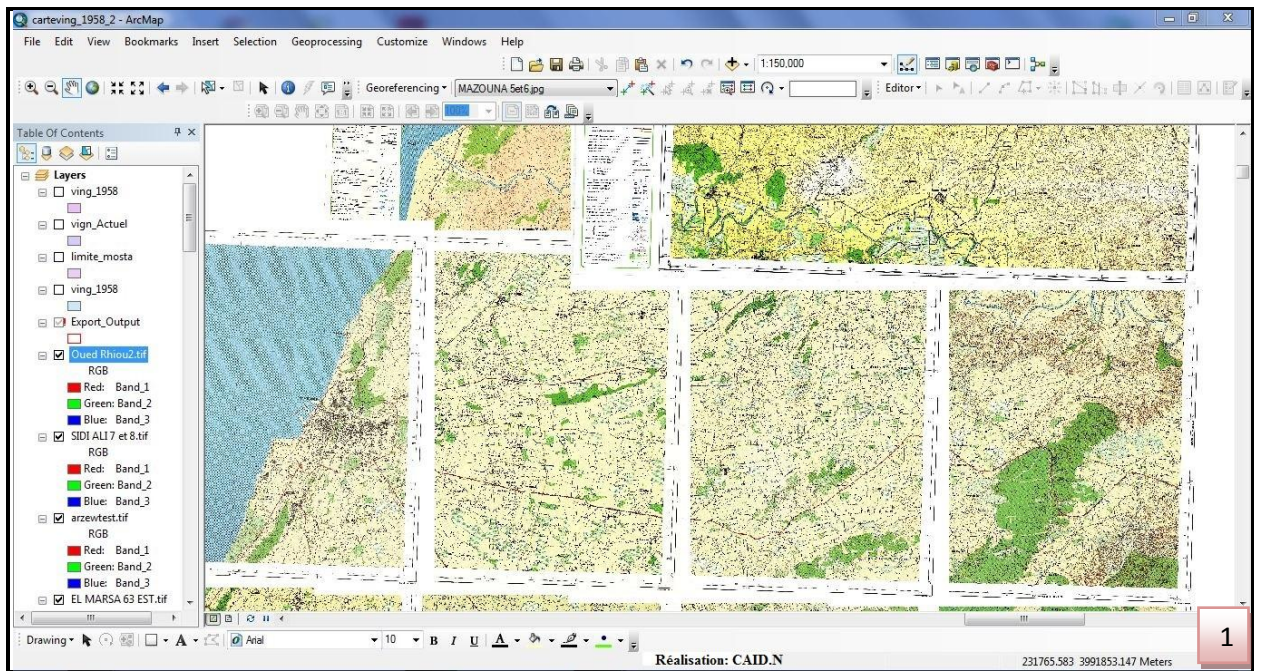 carteving_1958_2 - ArcMap
File Edit View Bookmarks Insert Selection Geoprocessing Customize Windows Help
1:150,000
Georeferencing MAZOUNA 5et6.jpg Editor
100%
Table Of Contents
Layers
ving_1958
vign_Actuel
limite_mosta
ving_1958
Export_Output
Oued Rhiou2.tif
RGB
Red: Band_1
Green: Band_2
Blue: Band_3
SIDI ALI 7 et 8.tif
RGB
Red: Band_1
Green: Band_2
Blue: Band_3
arzewtest.tif
RGB
Red: Band_1
Green: Band_2
Blue: Band_3
EL MARSA 63 EST.tif
Drawing A Arial 10 B I U A
Réalisation: CAID.N
231765.583 3991853.147 Meters
1